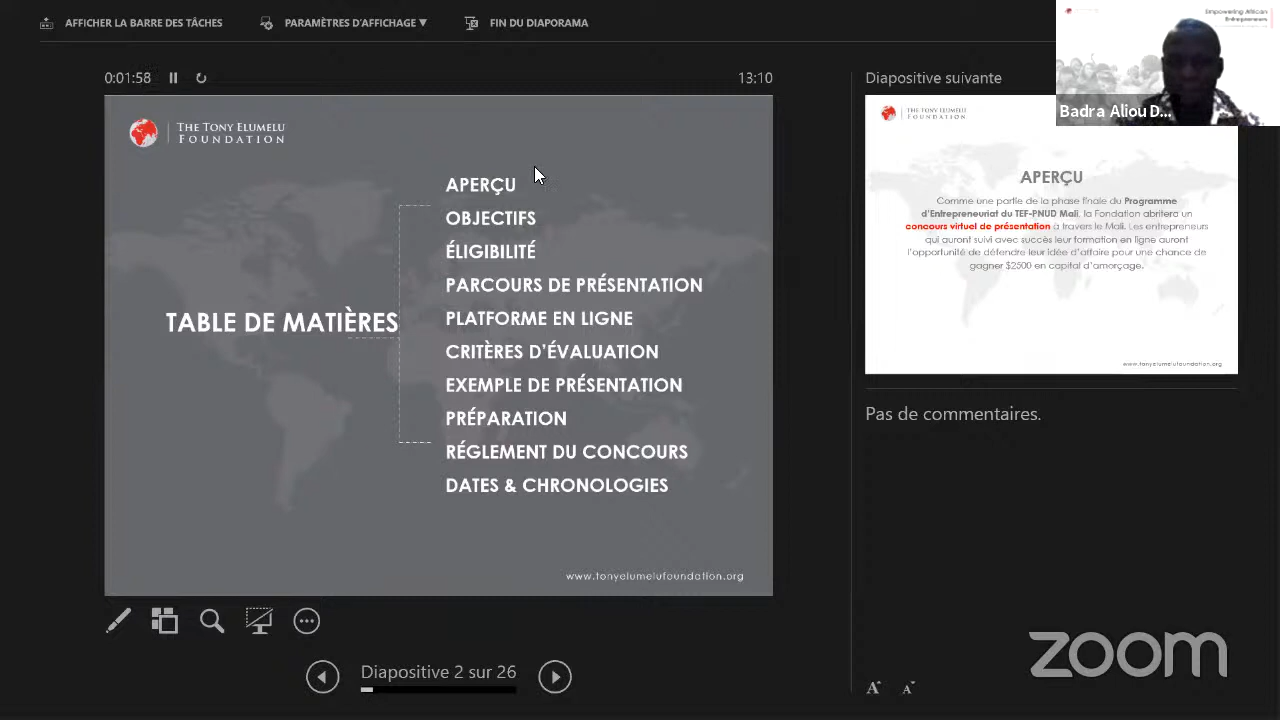 AFFICHER LA BARRE DES TÂCHES
PARAMÈTRES D'AFFICHAGE ▼
FIN DU DIAPORAMA
Empowering African
Entrepreneurs
Badra Aliou D...
0:01:58
13:10
THE TONY ELUMELU
FOUNDATION
TABLE DE MATIÈRES
APERÇU
OBJECTIFS
ÉLIGIBILITÉ
PARCOURS DE PRÉSENTATION
PLATFORME EN LIGNE
CRITÈRES D'ÉVALUATION
EXEMPLE DE PRÉSENTATION
PRÉPARATION
RÉGLEMENT DU CONCOURS
DATES & CHRONOLOGIES
www.tonyelumelufoundation.org
Diapositive 2 sur 26
Diapositive suivante
THE TONY ELUMELU
FOUNDATION
APERÇU
Comme une partie de la phase finale du Programme
d'Entrepreneuriat du TEF-PNUD Mali, la Fondation abritera un
concours virtuel de présentation à travers le Mali. Les entrepreneurs
qui auront suivi avec succès leur formation en ligne auront
l'opportunité de défendre leur idée d'affaire pour une chance de
gagner $2500 en capital d'amorçage.
www.tonyelumelufoundation.org
Pas de commentaires.
A A
zoom